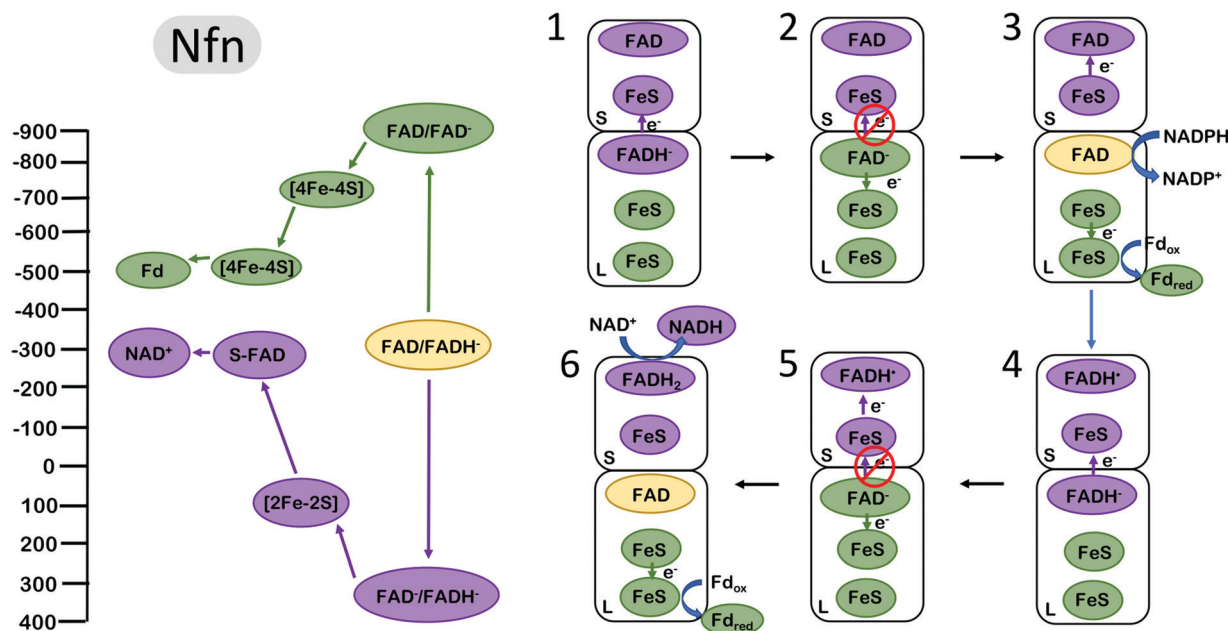 Nfn
-900
-800
-700
-600
-500
-400
-300
-200
-100
0
100
200
300
400
FAD/FAD-
[4Fe-4S]
[4Fe-4S]
Fd
NAD+
S-FAD
FAD/FADH-
[2Fe-2S]
FAD-/FADH-
1
FAD
FeS
S
e-
FADH-
FeS
L
FeS
2
FAD
FeS
S
e-
FAD-
e-
FeS
L
FeS
3
FAD
e-
FeS
S
FAD
NADPH
NADP+
FeS
e-
Fdox
L
FeS
Fdred
4
FADH•
FeS
S
e-
FADH-
FeS
L
FeS
5
FADH•
e-
FeS
S
e-
FAD-
e-
FeS
L
FeS
6
NAD+
NADH
FADH2
FeS
S
FAD
FeS
e-
Fdox
L
FeS
Fdred